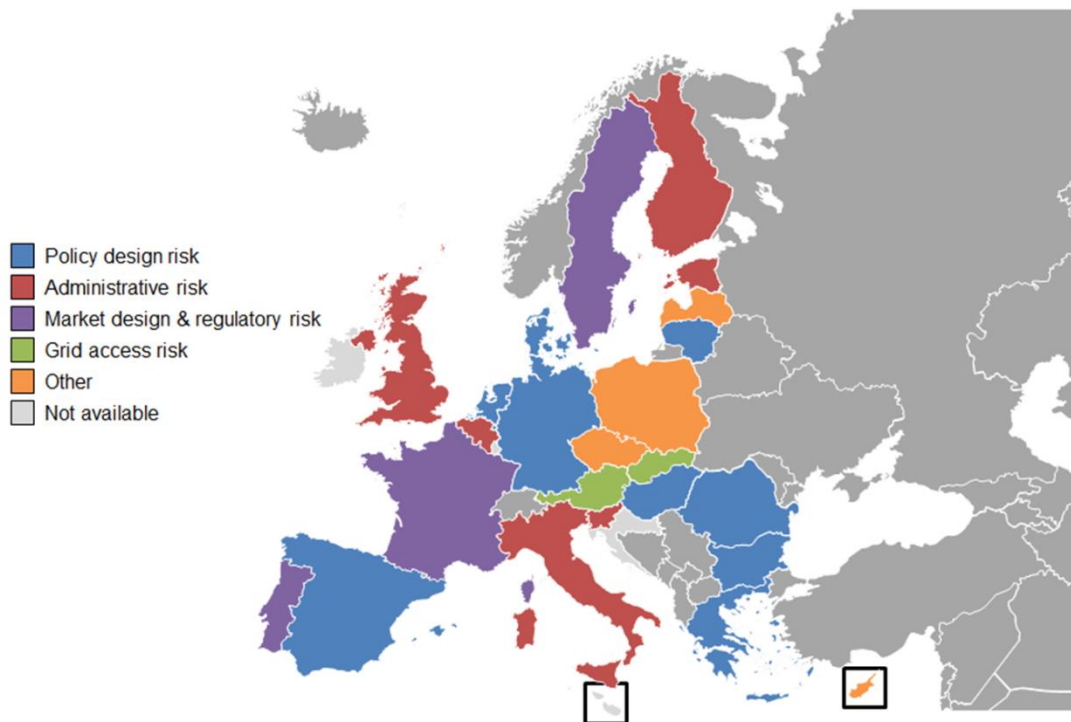 Policy design risk
Administrative risk
Market design & regulatory risk
Grid access risk
Other
Not available